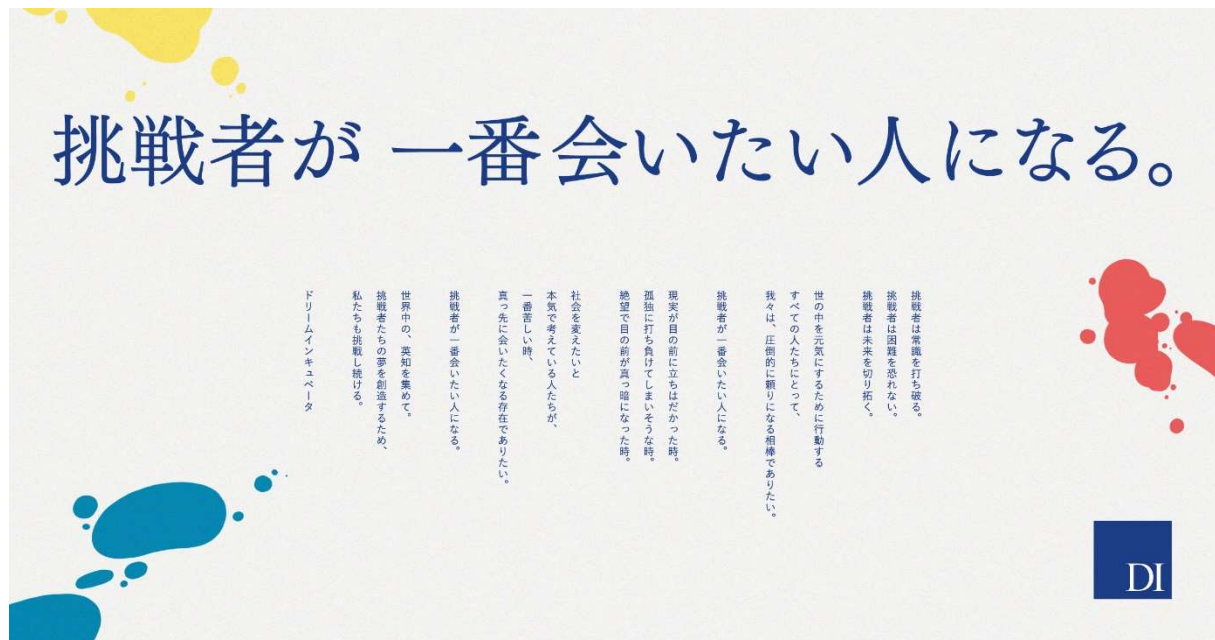 挑戦者が 一番会いたい人になる。
挑戦者は常識を打ち破る。
挑戦者は困難を恐れない。
挑戦者は未来を切り拓く。
世の中を元気にするために行動する
すべての人たちにとって、
我々は、圧倒的に頼りになる相棒でありたい。
挑戦者が一番会いたい人になる。
現実が目の前に立ちはだかった時。
孤独に打ち負けてしまいそうな時。
絶望で目の前が真っ暗になった時。
社会を変えたいと
本気で考えている人たちが、
一番苦しい時、
真っ先に会いたくなる存在でありたい。
挑戦者が一番会いたい人になる。
世界中の、英知を集めて。
挑戦者たちの夢を創造するため、
私たちも挑戦し続ける。
ドリームインキュベータ
DI